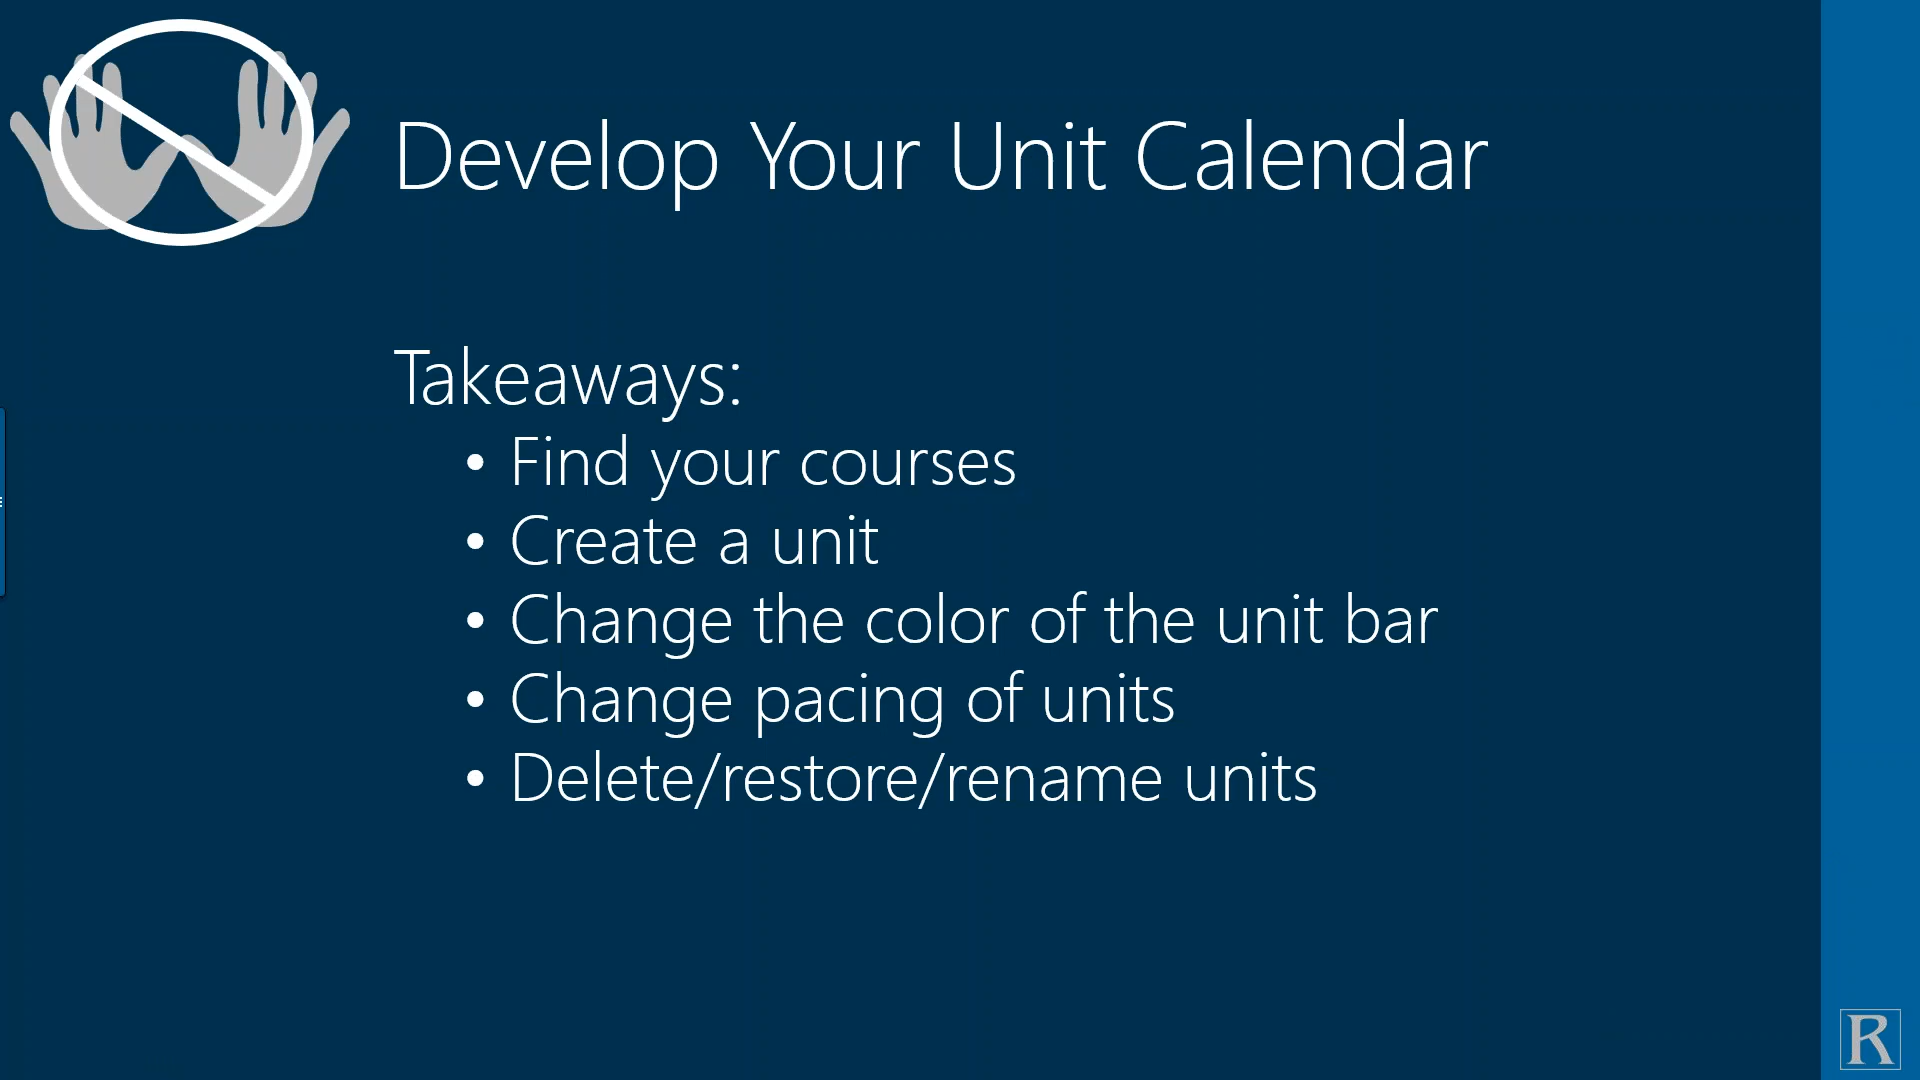 Develop Your Unit Calendar
Takeaways:
• Find your courses
• Create a unit
• Change the color of the unit bar
• Change pacing of units
• Delete/restore/rename units
R